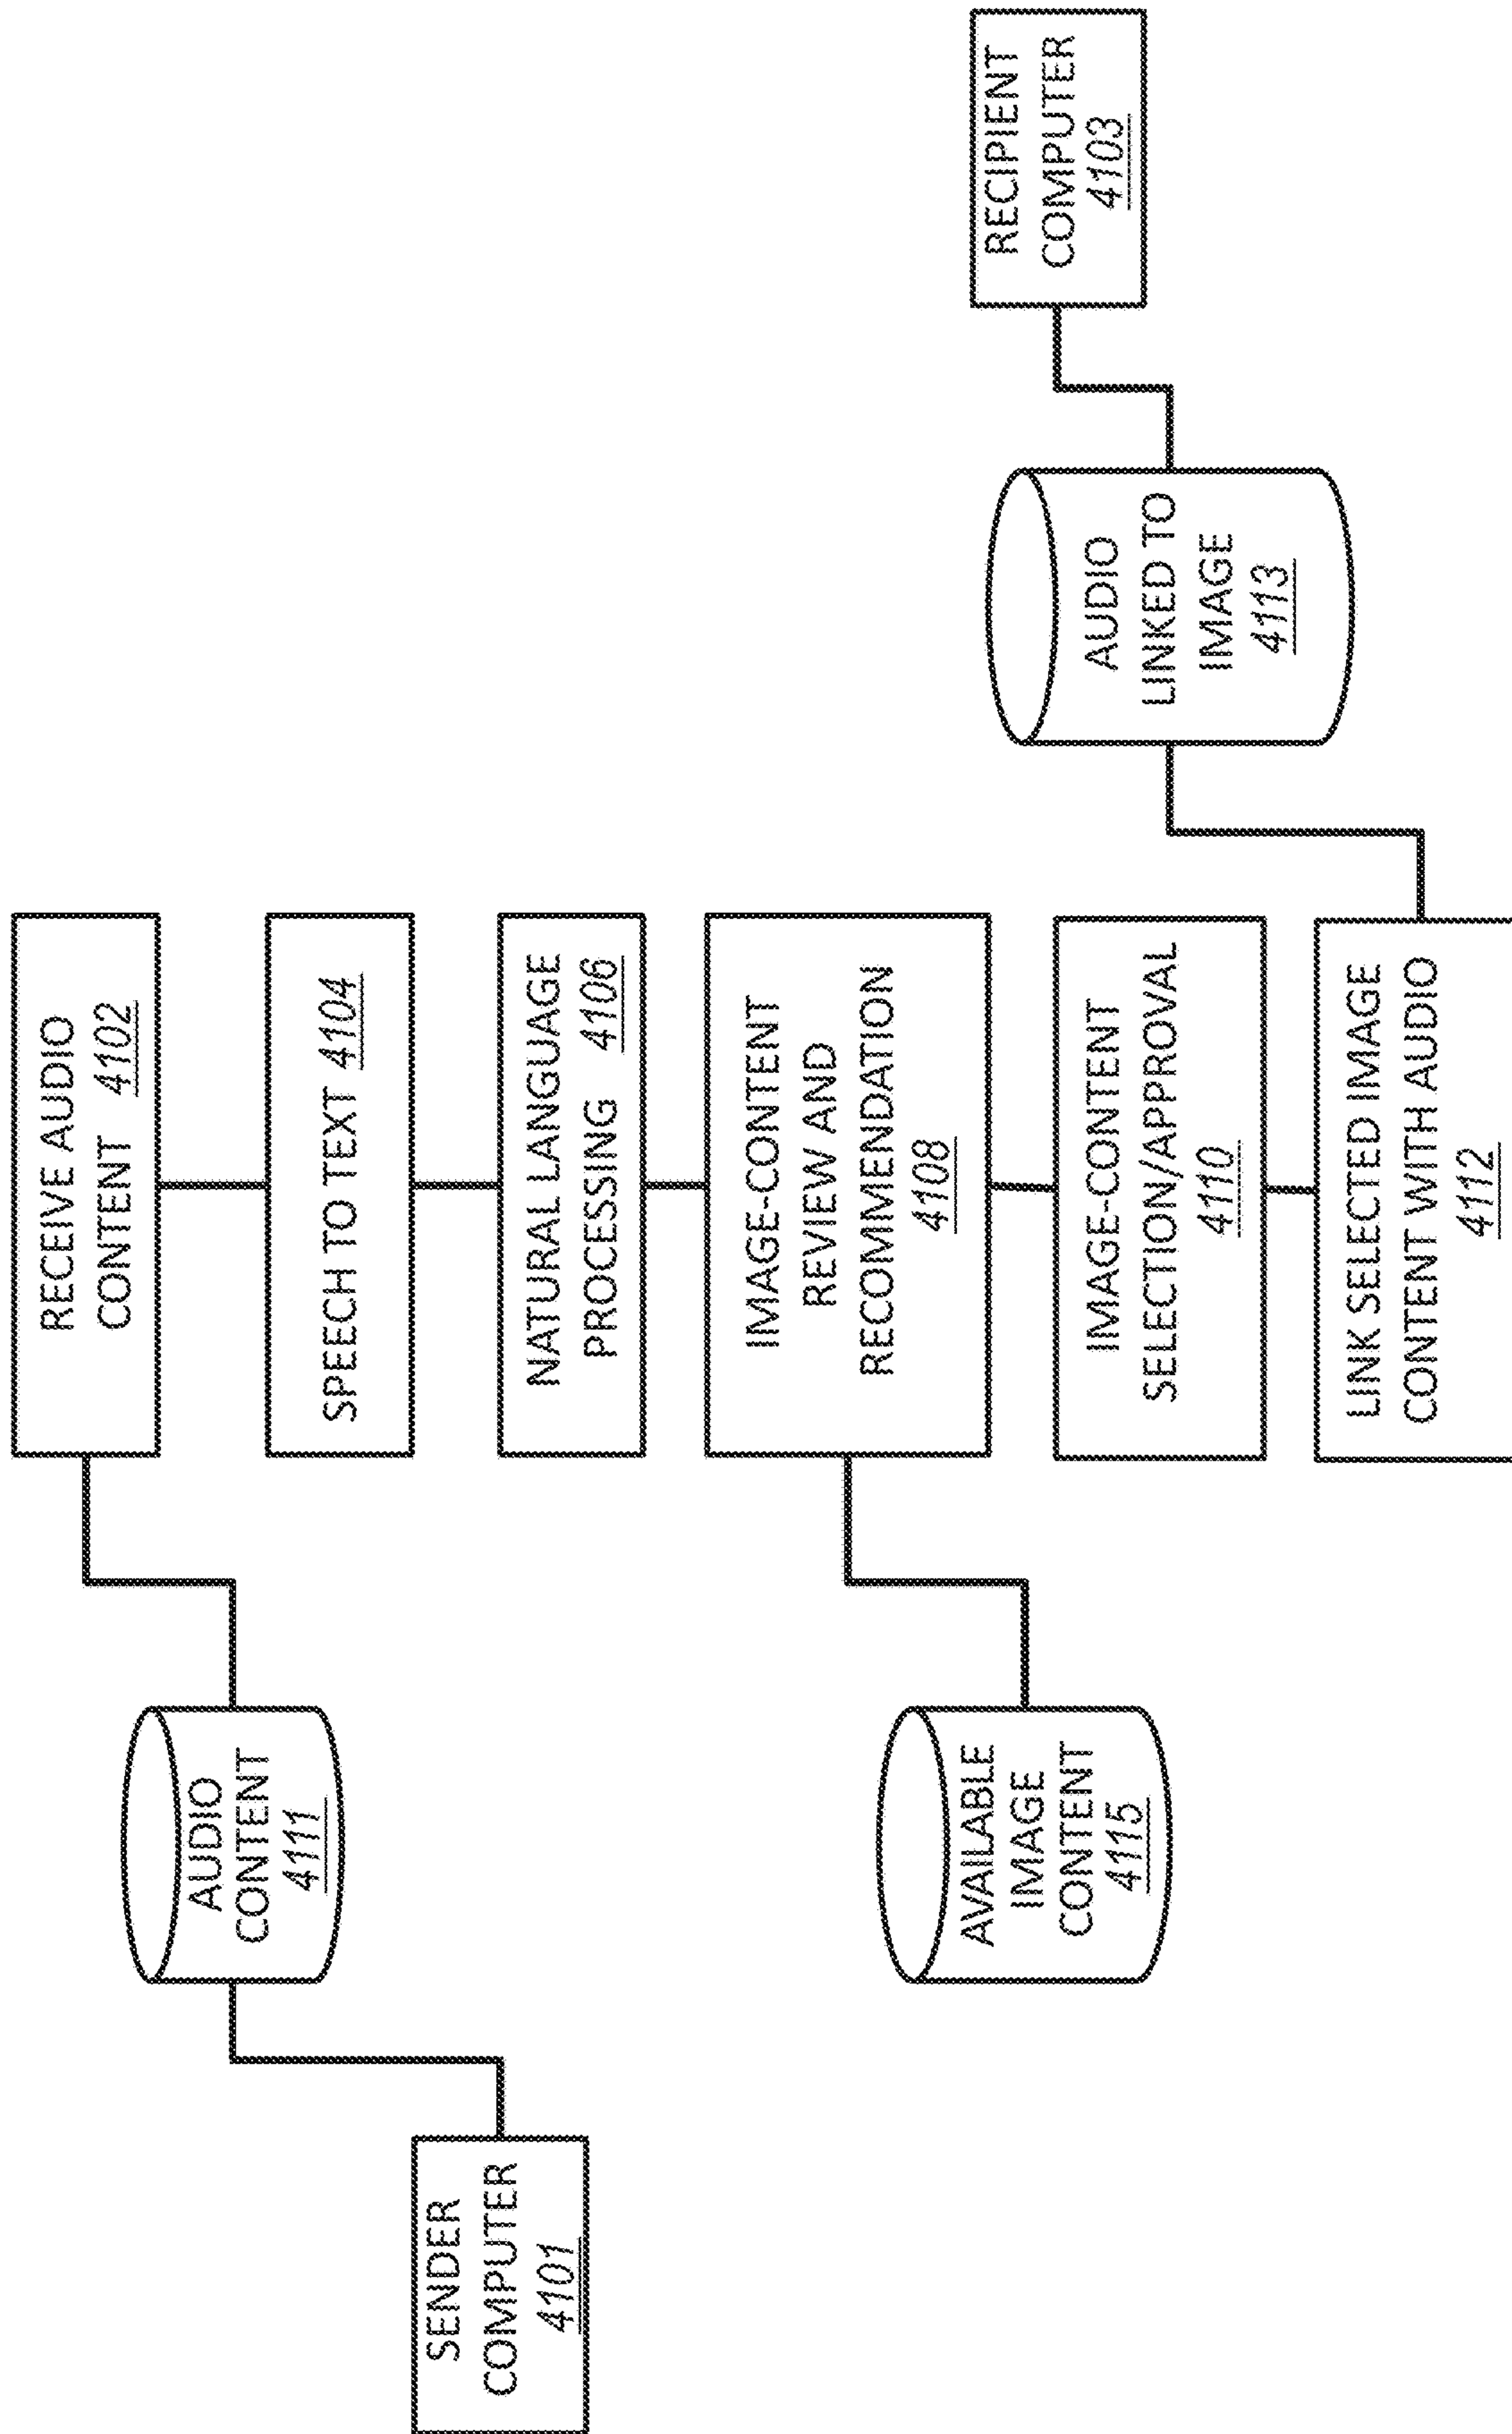 SENDER
COMPUTER
4101
AUDIO
CONTENT
4111
AVAILABLE
IMAGE
CONTENT
4115
RECEIVE AUDIO
CONTENT 4102
SPEECH TO TEXT 4104
NATURAL LANGUAGE
PROCESSING 4106
IMAGE-CONTENT
REVIEW AND
RECOMMENDATION
4108
IMAGE-CONTENT
SELECTION/APPROVAL
4110
LINK SELECTED IMAGE
CONTENT WITH AUDIO
4112
AUDIO
LINKED TO
IMAGE
4113
RECIPIENT
COMPUTER
4103